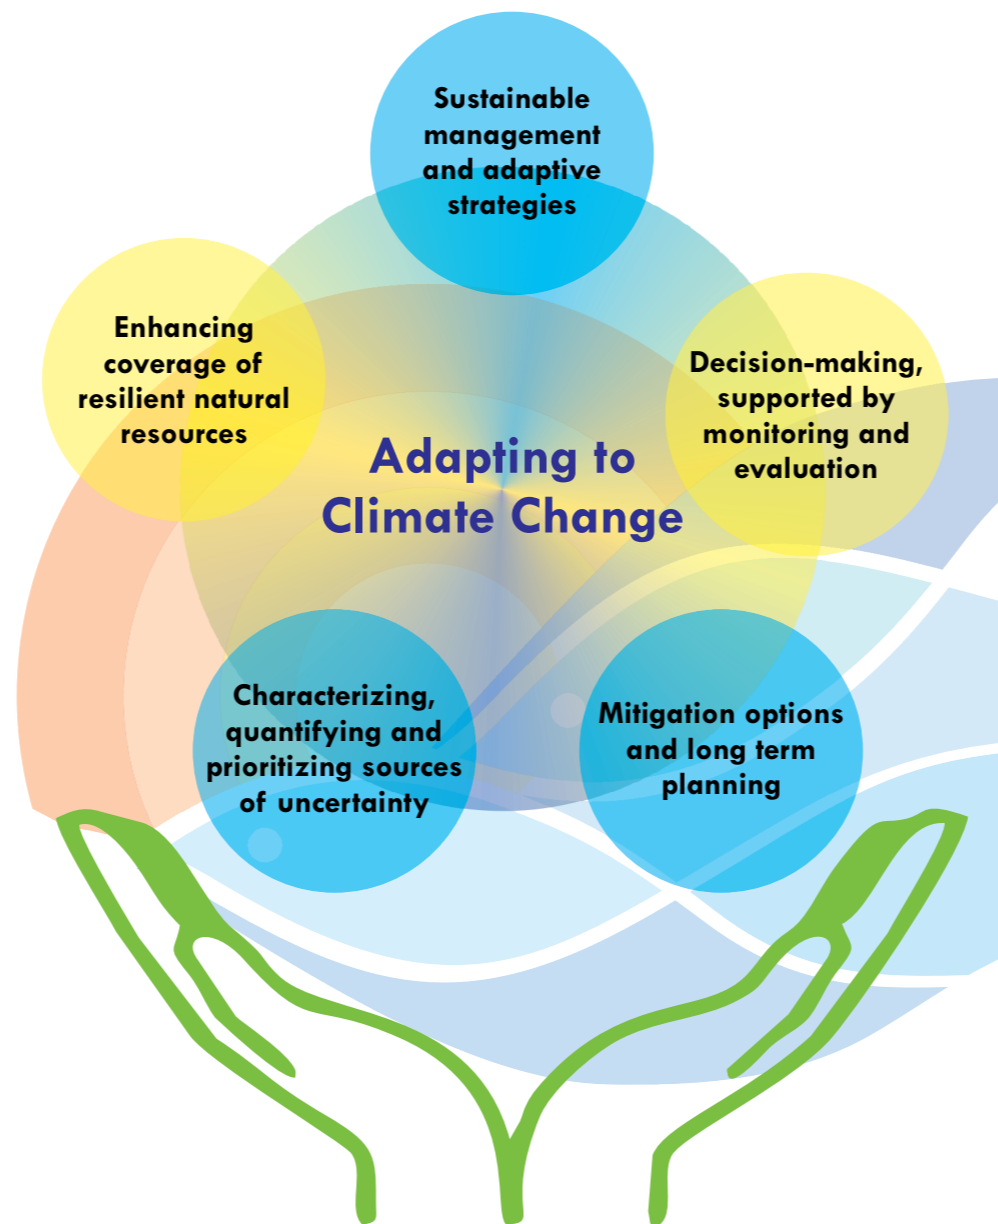 Sustainable
management
and adaptive
strategies
Enhancing
coverage of
resilient natural
resources
Decision-making,
supported by
monitoring and
evaluation
Adapting to
Climate Change
Characterizing,
quantifying and
prioritizing sources
of uncertainty
Mitigation options
and long term
planning